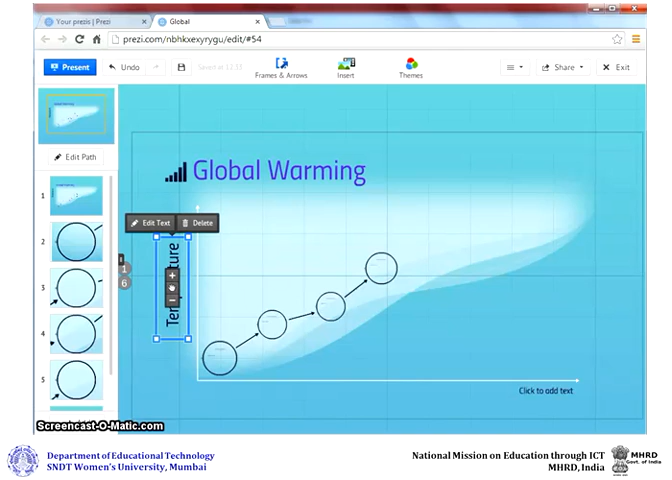 Your prezis | Prezi
Global
prezi.com/nbhkxexyrygu/edit/#54
Present
Undo
Saved at 12:33
Frames & Arrows
Insert
Themes
Share
Exit
Edit Path
1
2
3
4
5
Global Warming
Edit Text
Delete
1
6
Click to add text
Screencast-O-Matic.com
Department of Educational Technology
SNDT Women's University, Mumbai
National Mission on Education through ICT
MHRD, India
MHRD
Govt. of India